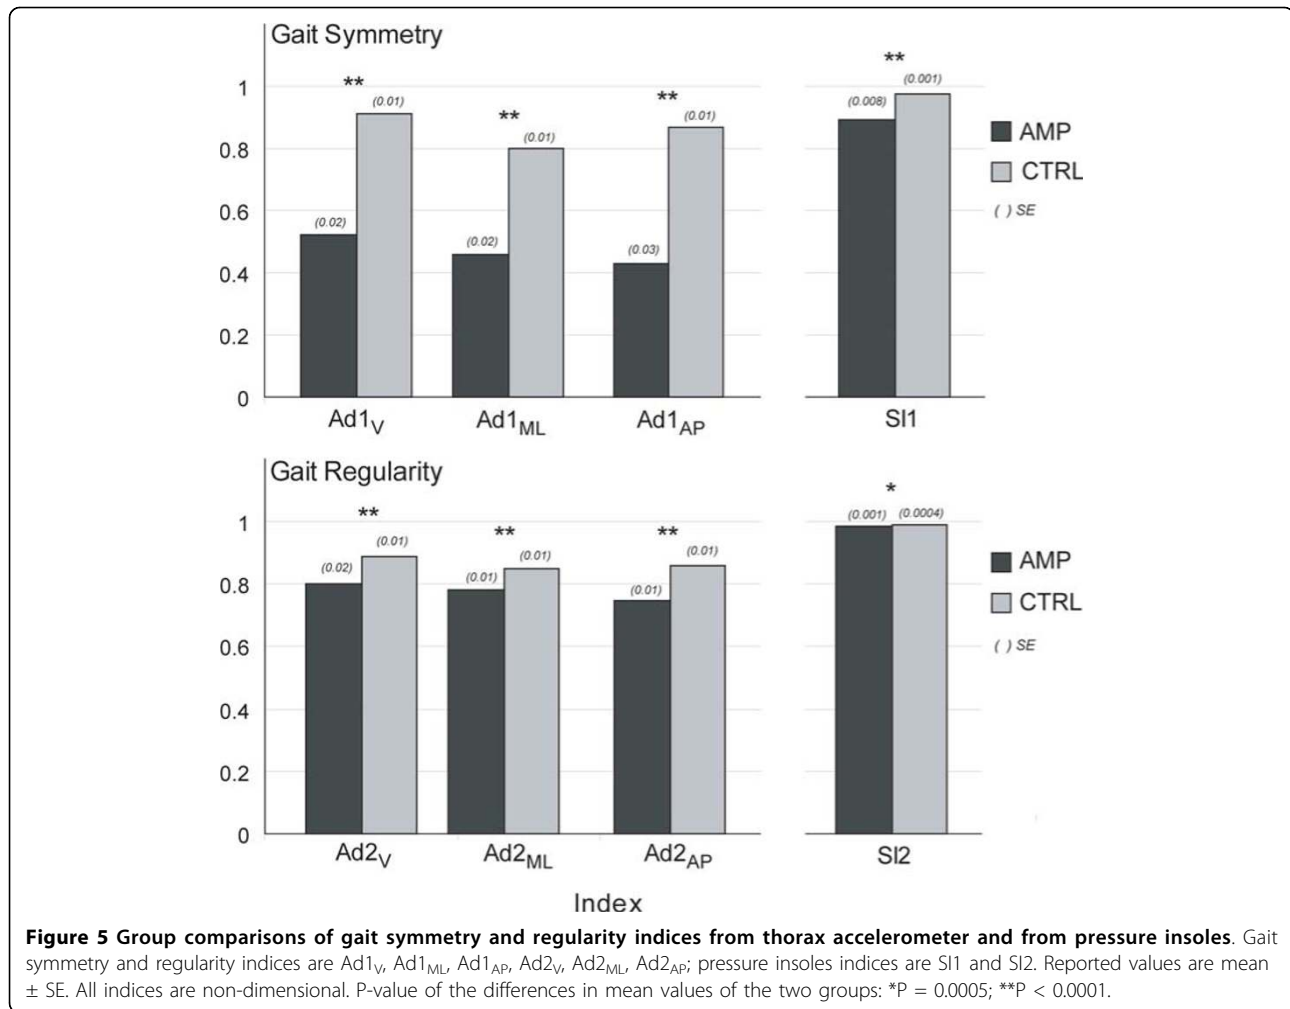 Gait Symmetry
** ** ** **
(0.01) (0.01) (0.01) (0.001)
(0.02) (0.02) (0.03) (0.008)
1
0.8
0.6
0.4
0.2
0
Ad1V Ad1ML Ad1AP SI1
AMP
CTRL
( ) SE
Gait Regularity
** ** ** *
(0.02) (0.01) (0.01) (0.01) (0.01) (0.01) (0.001) (0.0004)
1
0.8
0.6
0.4
0.2
0
Ad2V Ad2ML Ad2AP SI2
AMP
CTRL
( ) SE
Index
Figure 5 Group comparisons of gait symmetry and regularity indices from thorax accelerometer and from pressure insoles. Gait
symmetry and regularity indices are Ad1V, Ad1ML, Ad1AP, Ad2V, Ad2ML, Ad2AP; pressure insoles indices are SI1 and SI2. Reported values are mean
± SE. All indices are non-dimensional. P-value of the differences in mean values of the two groups: *P = 0.0005; **P < 0.0001.